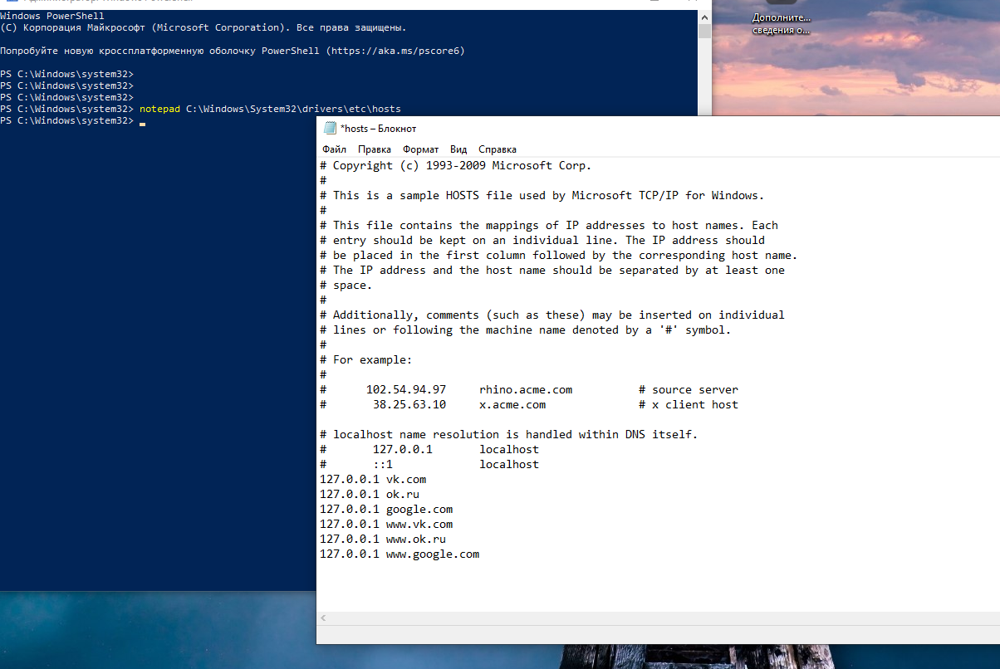 Windows PowerShell
(C) Корпорация Майкрософт (Microsoft Corporation). Все права защищены.
Попробуйте новую кроссплатформенную оболочку PowerShell (https://aka.ms/pscore6)
PS C:\Windows\system32>
PS C:\Windows\system32>
PS C:\Windows\system32>
PS C:\Windows\system32> notepad C:\Windows\System32\drivers\etc\hosts
PS C:\Windows\system32>
Дополните...
сведения о...
*hosts – Блокнот
Файл Правка Формат Вид Справка
# Copyright (c) 1993-2009 Microsoft Corp.
#
# This is a sample HOSTS file used by Microsoft TCP/IP for Windows.
#
# This file contains the mappings of IP addresses to host names. Each
# entry should be kept on an individual line. The IP address should
# be placed in the first column followed by the corresponding host name.
# The IP address and the host name should be separated by at least one
# space.
#
# Additionally, comments (such as these) may be inserted on individual
# lines or following the machine name denoted by a '#' symbol.
#
# For example:
#
# 102.54.94.97 rhino.acme.com # source server
# 38.25.63.10 x.acme.com # x client host
# localhost name resolution is handled within DNS itself.
# 127.0.0.1 localhost
# ::1 localhost
127.0.0.1 vk.com
127.0.0.1 ok.ru
127.0.0.1 google.com
127.0.0.1 www.vk.com
127.0.0.1 www.ok.ru
127.0.0.1 www.google.com